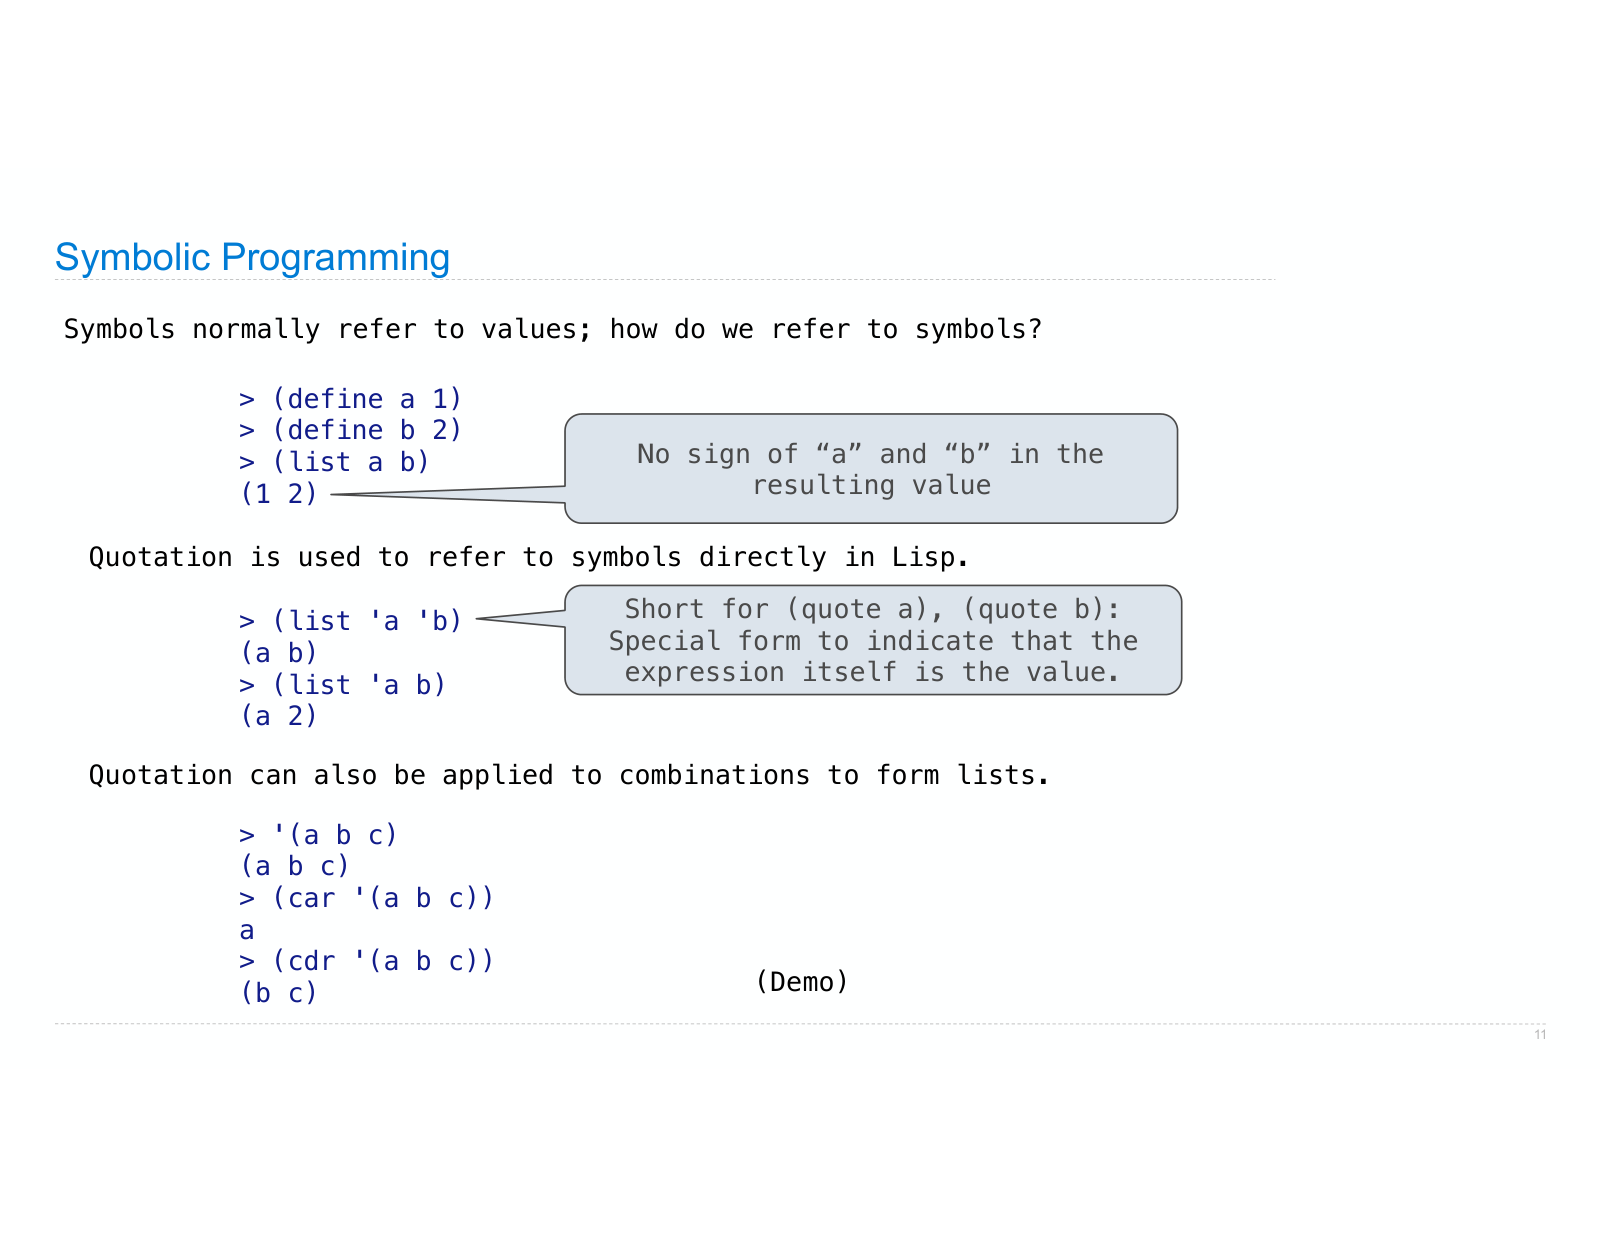 Symbolic Programming
Symbols normally refer to values; how do we refer to symbols?
> (define a 1)
> (define b 2)
> (list a b)
(1 2)
No sign of “a” and “b” in the
resulting value
Quotation is used to refer to symbols directly in Lisp.
> (list 'a 'b)
(a b)
> (list 'a b)
(a 2)
Short for (quote a), (quote b):
Special form to indicate that the
expression itself is the value.
Quotation can also be applied to combinations to form lists.
> '(a b c)
(a b c)
> (car '(a b c))
a
> (cdr '(a b c))
(b c)
(Demo)
11